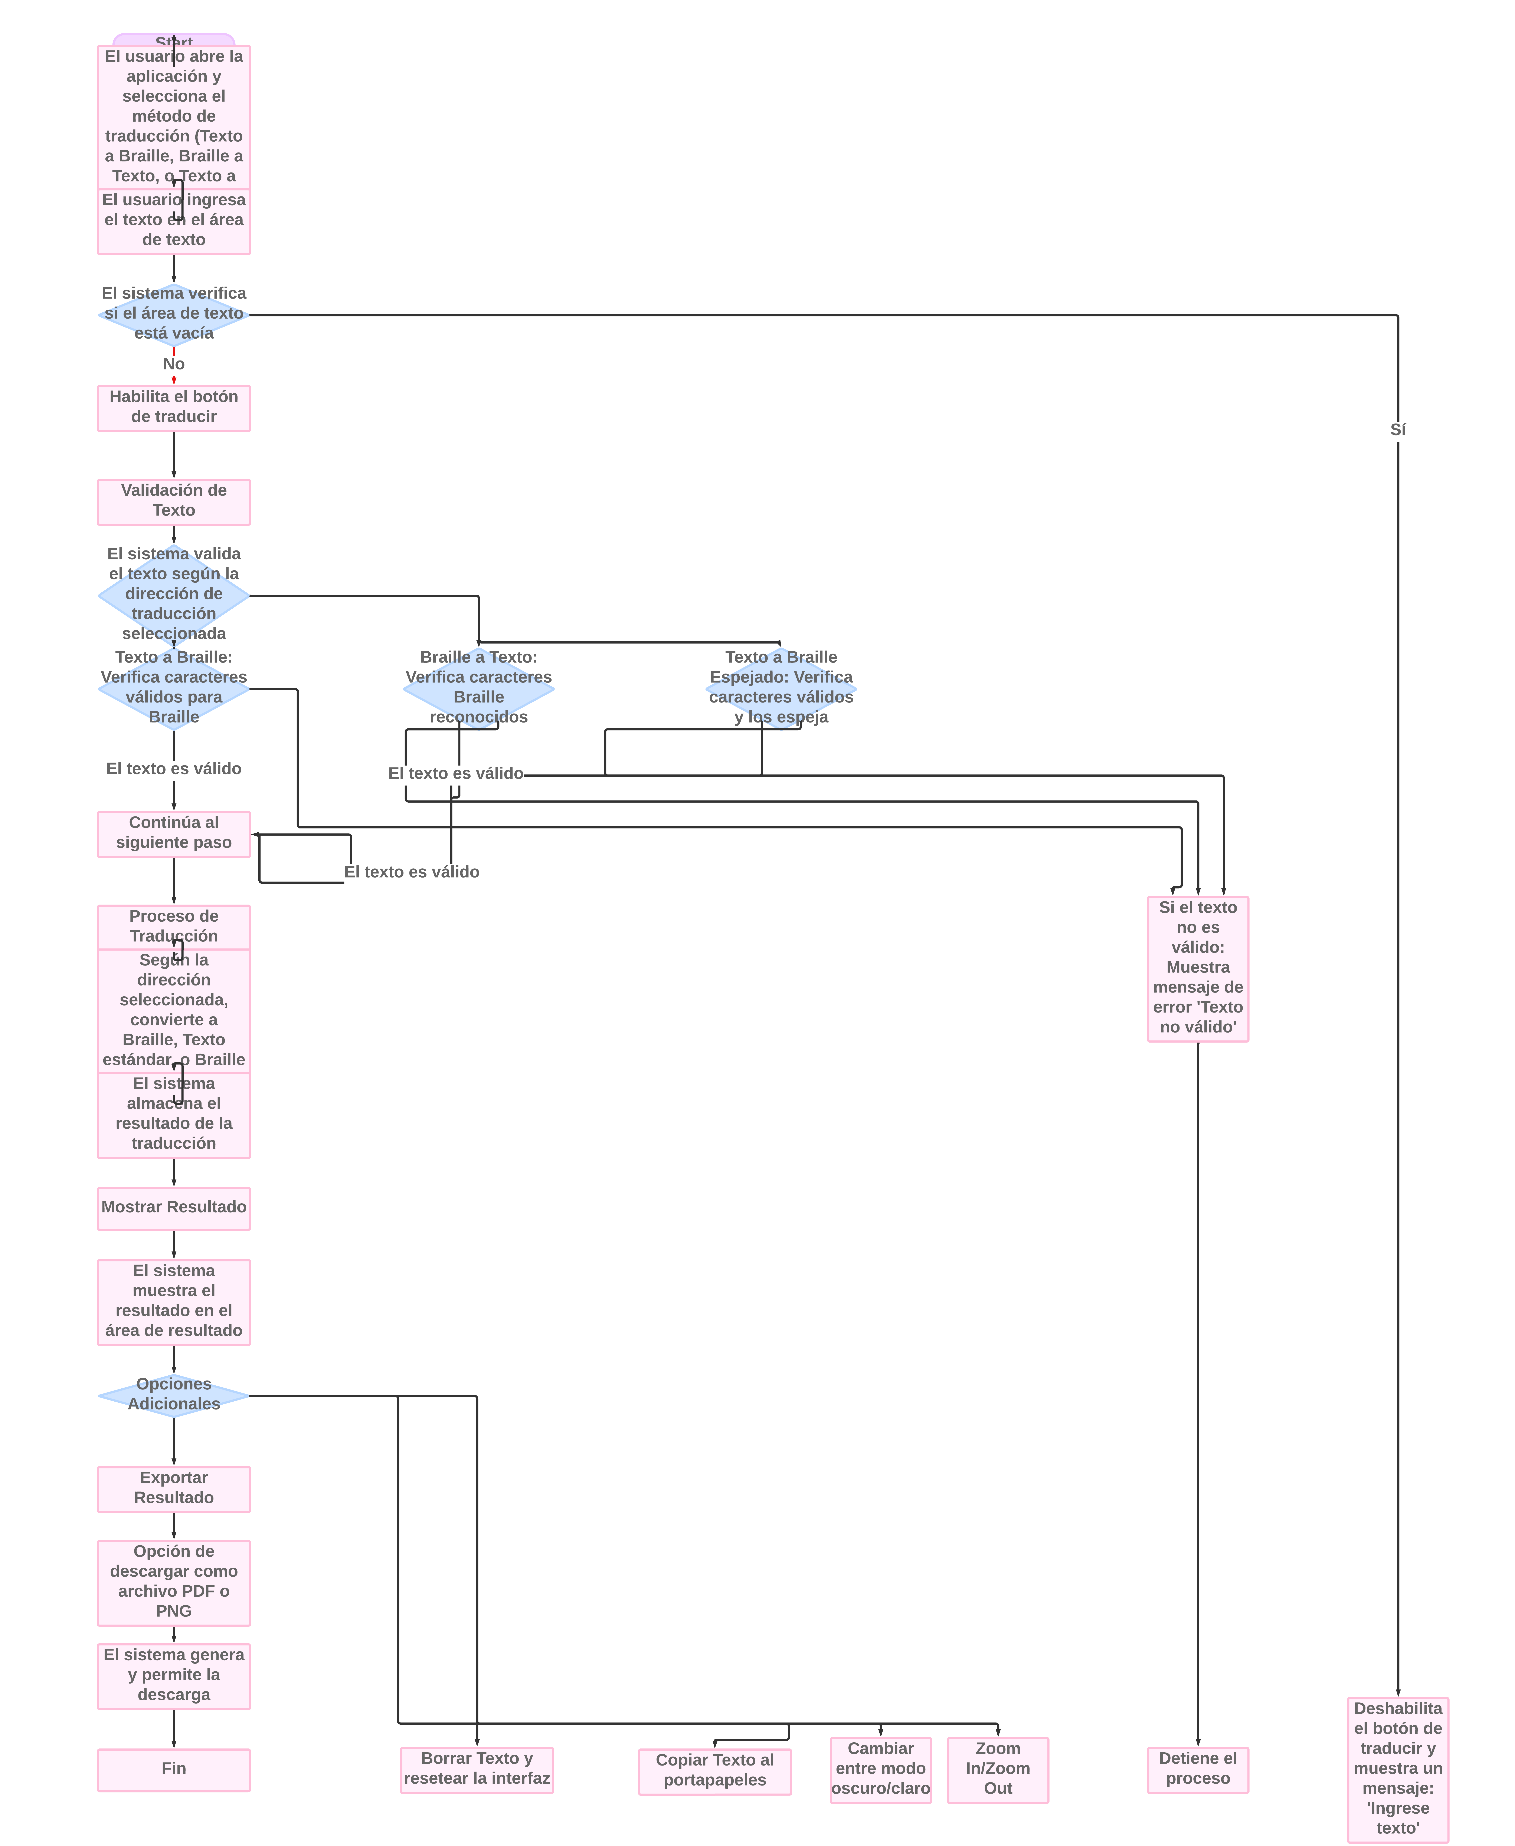 Start
El usuario abre la
aplicación y
selecciona el
método de
traducción (Texto
a Braille, Braille a
Texto, o Texto a
El usuario ingresa
el texto en el área
de texto
El sistema verifica
si el área de texto
está vacía
No
Habilita el botón
de traducir
Sí
Validación de
Texto
El sistema valida
el texto según la
dirección de
traducción
seleccionada
Texto a Braille:
Verifica caracteres
válidos para
Braille
Braille a Texto:
Verifica caracteres
Braille
reconocidos
Texto a Braille
Espejado: Verifica
caracteres válidos
y los espeja
El texto es válido
El texto es válido
Continúa al
siguiente paso
El texto es válido
Si el texto
no es
válido:
Muestra
mensaje de
error 'Texto
no válido'
Proceso de
Traducción
Según la
dirección
seleccionada,
convierte a
Braille, Texto
estándar, o Braille
El sistema
almacena el
resultado de la
traducción
Mostrar Resultado
El sistema
muestra el
resultado en el
área de resultado
Opciones
Adicionales
Exportar
Resultado
Opción de
descargar como
archivo PDF o
PNG
El sistema genera
y permite la
descarga
Fin
Borrar Texto y
resetear la interfaz
Copiar Texto al
portapapeles
Cambiar
entre modo
oscuro/claro
Zoom
In/Zoom
Out
Detiene el
proceso
Deshabilita
el botón de
traducir y
muestra un
mensaje:
'Ingrese
texto'